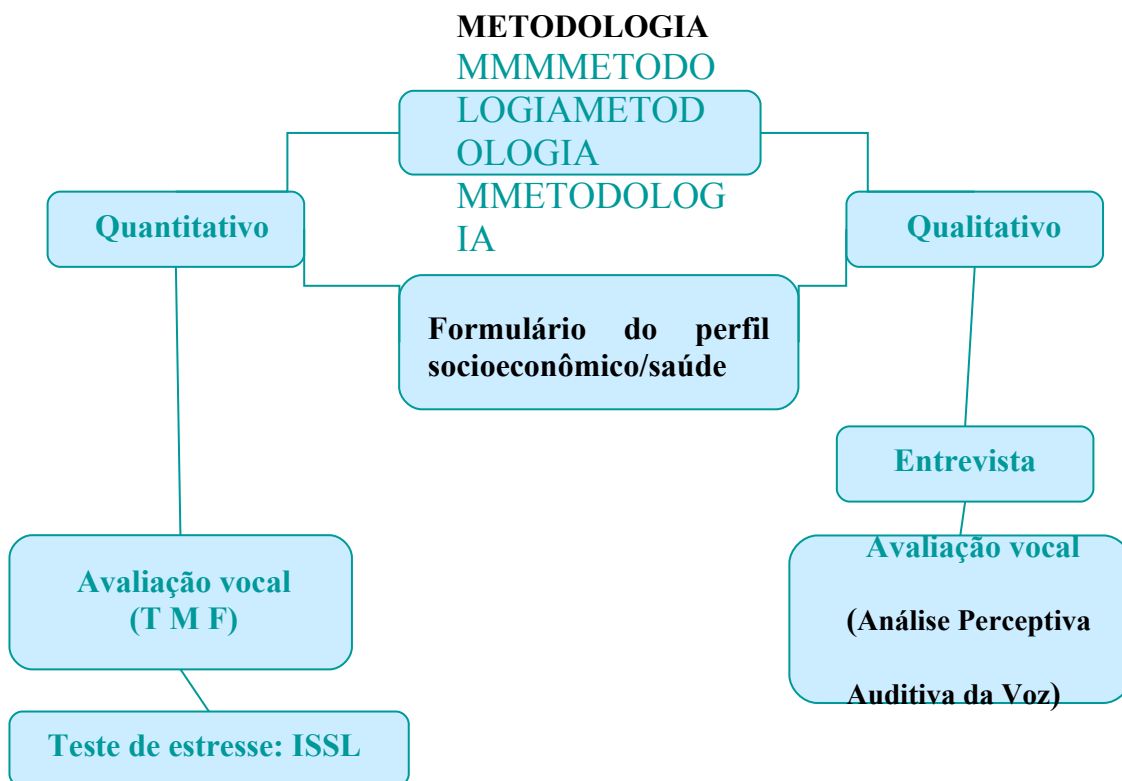 METODOLOGIA
MMMMETODO
LOGIAMETOD
OLOGIA
MMETODOLOG
IA
Quantitativo
Qualitativo
Formulário do perfil
socioeconômico/saúde
Entrevista
Avaliação vocal
(T M F)
Avaliação vocal
(Análise Perceptiva
Auditiva da Voz)
Teste de estresse: ISSL